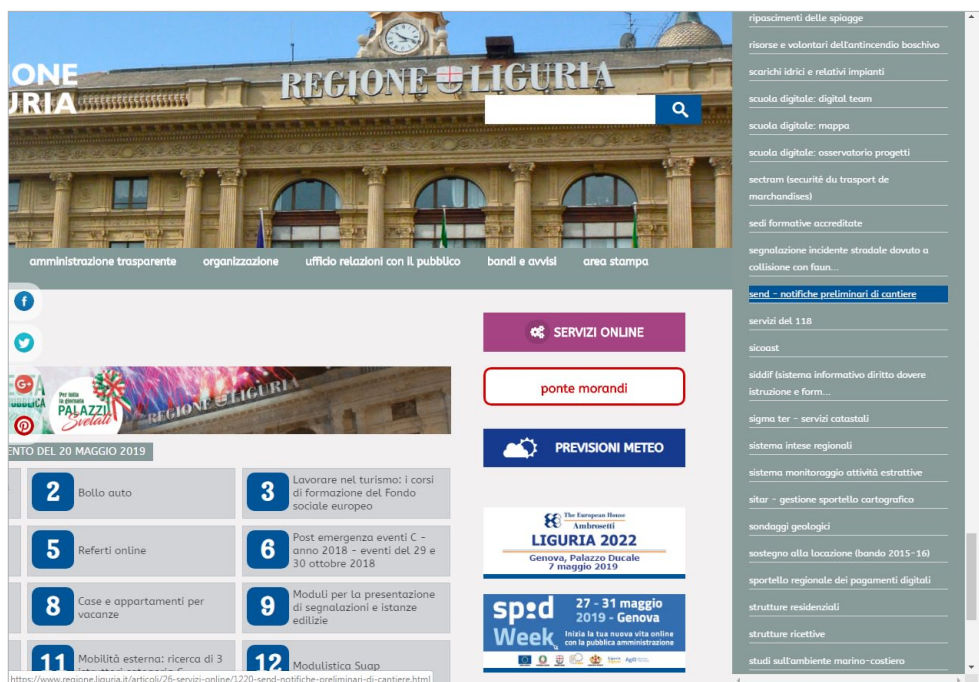 IONE
URIA
REGIONE LIGURIA
amministrazione trasparente
organizzazione
ufficio relazioni con il pubblico
bandi e avvisi
area stampa
Per tutta
la giornata
PALAZZI
Svelati
REGIONE LIGURIA
ENTO DEL 20 MAGGIO 2019
2 Bollo auto
3 Lavorare nel turismo: i corsi
di formazione del Fondo
sociale europeo
5 Referti online
6 Post emergenza eventi C -
anno 2018 - eventi del 29 e
30 ottobre 2018
8 Case e appartamenti per
vacanze
9 Moduli per la presentazione
di segnalazioni e istanze
edilizie
11 Mobilità esterna: ricerca di 3
12 Modulistica Suap
SERVIZI ONLINE
ponte morandi
PREVISIONI METEO
The European House
Ambrosetti
LIGURIA 2022
Genova, Palazzo Ducale
7 maggio 2019
spid
Week
27 - 31 maggio
2019 - Genova
Inizia la tua nuova vita online
con la pubblica amministrazione
ripascimenti delle spiagge
risorse e volontari dell'antincendio boschivo
scarichi idrici e relativi impianti
scuola digitale: digital team
scuola digitale: mappa
scuola digitale: osservatorio progetti
sectram (securité du trasport de
marchandises)
sedi formative accreditate
segnalazione incidente stradale dovuto a
collisione con faun...
send - notifiche preliminari di cantiere
servizi del 118
sicoast
siddif (sistema informativo diritto dovere
istruzione e form...
sigma ter - servizi catastali
sistema intese regionali
sistema monitoraggio attività estrattive
sitar - gestione sportello cartografico
sondaggi geologici
sostegno alla locazione (bando 2015-16)
sportello regionale dei pagamenti digitali
strutture residenziali
strutture ricettive
studi sull'ambiente marino-costiero
https://www.regione.liguria.it/articoli/26-servizi-online/1220-send-notifiche-preliminari-di-cantiere.html